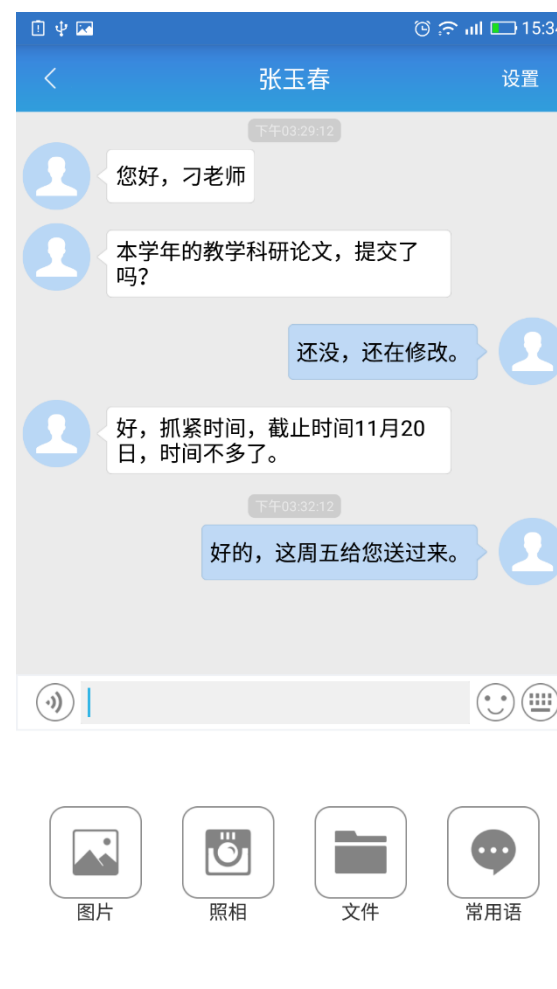 15:34
张玉春
设置
下午03:29:12
您好，刁老师
本学年的教学科研论文，提交了
吗？
还没，还在修改。
好，抓紧时间，截止时间11月20
日，时间不多了。
下午03:32:12
好的，这周五给您送过来。
图片
照相
文件
常用语